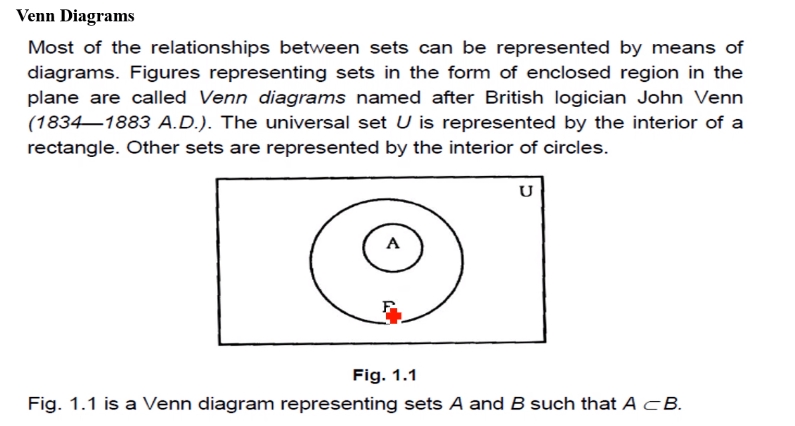 Venn Diagrams
Most of the relationships between sets can be represented by means of
diagrams. Figures representing sets in the form of enclosed region in the
plane are called Venn diagrams named after British logician John Venn
(1834—1883 A.D.). The universal set U is represented by the interior of a
rectangle. Other sets are represented by the interior of circles.
U
A
Fig. 1.1
Fig. 1.1 is a Venn diagram representing sets A and B such that A ⊂ B.